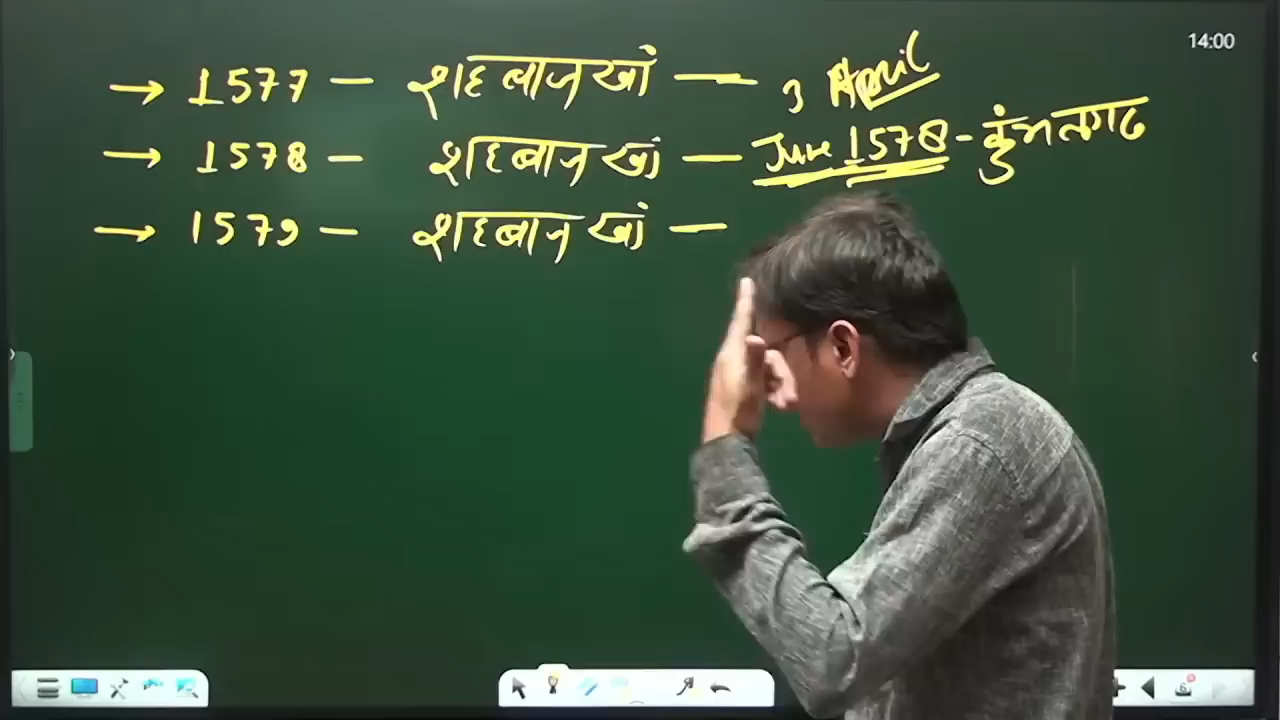 14:00
→ 1577 — शहबाज खां — 3 April
→ 1578 — शहबाज खां — June 1578 - कुंभलगढ
→ 1579 — शहबाज खां —